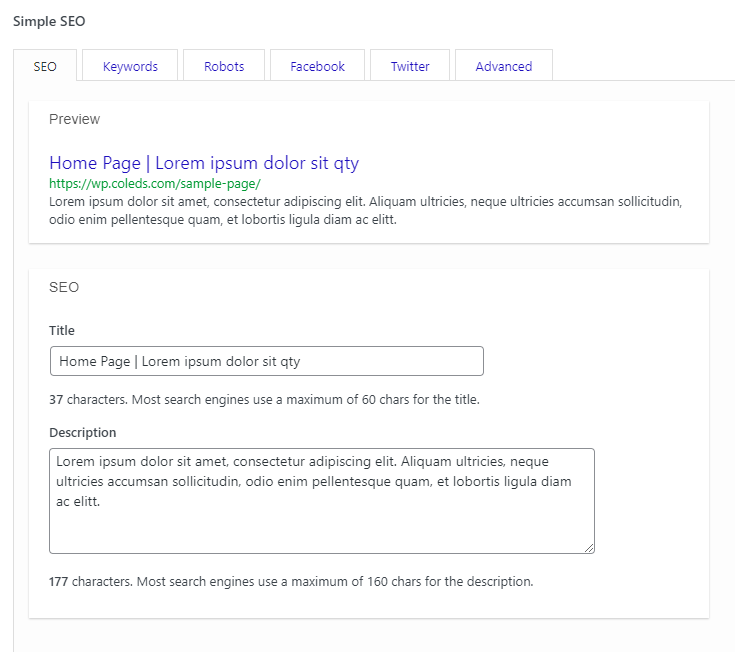 Simple SEO
SEO Keywords Robots Facebook Twitter Advanced
Preview
Home Page | Lorem ipsum dolor sit qty
https://wp.coleds.com/sample-page/
Lorem ipsum dolor sit amet, consectetur adipiscing elit. Aliquam ultricies, neque ultricies accumsan sollicitudin,
odio enim pellentesque quam, et lobortis ligula diam ac elitt.
SEO
Title
Home Page | Lorem ipsum dolor sit qty
37 characters. Most search engines use a maximum of 60 chars for the title.
Description
Lorem ipsum dolor sit amet, consectetur adipiscing elit. Aliquam ultricies, neque
ultricies accumsan sollicitudin, odio enim pellentesque quam, et lobortis ligula diam
ac elitt.
177 characters. Most search engines use a maximum of 160 chars for the description.